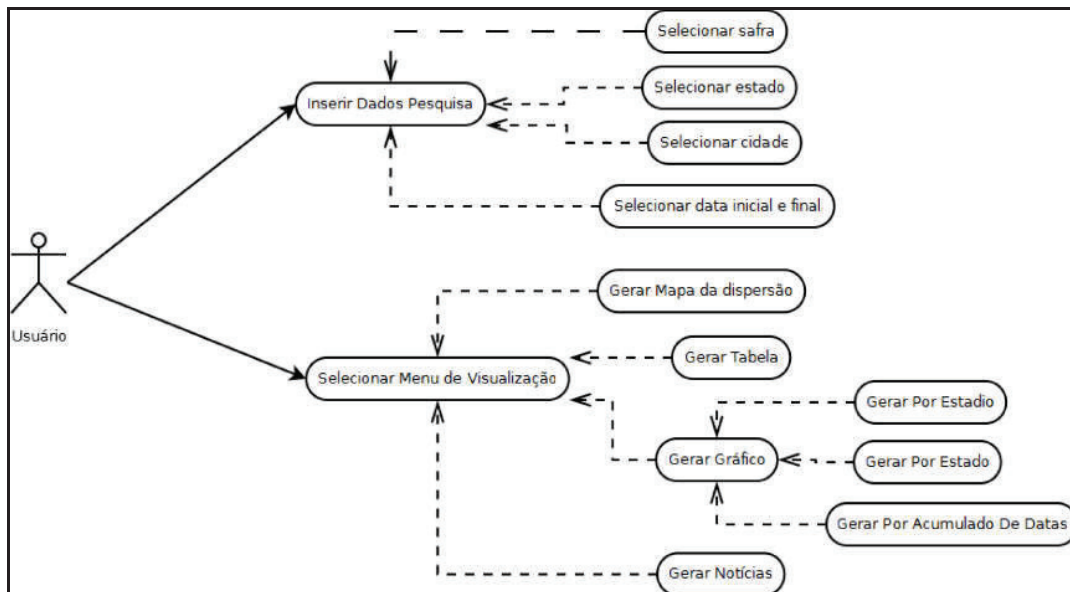 Selecionar safra
Inserir Dados Pesquisa
Selecionar estado
Selecionar cidade
Selecionar data inicial e final
Usuário
Gerar Mapa da dispersão
Gerar Tabela
Selecionar Menu de Visualização
Gerar Por Estadio
Gerar Gráfico
Gerar Por Estado
Gerar Por Acumulado De Datas
Gerar Notícias